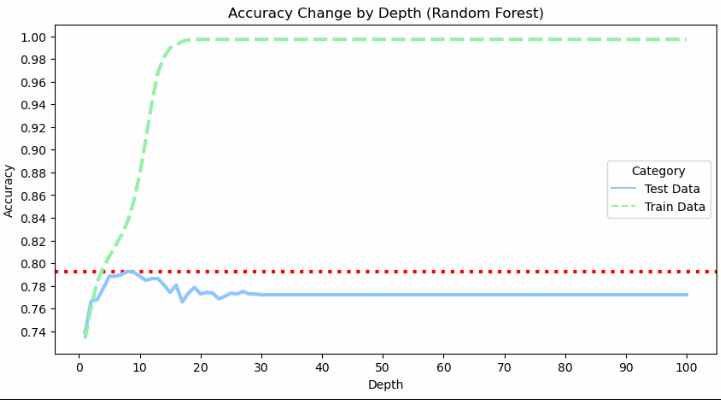 Accuracy Change by Depth (Random Forest)
Accuracy
1.00
0.98
0.96
0.94
0.92
0.90
0.88
0.86
0.84
0.82
0.80
0.78
0.76
0.74
Category
Test Data
Train Data
0 10 20 30 40 50 60 70 80 90 100
Depth